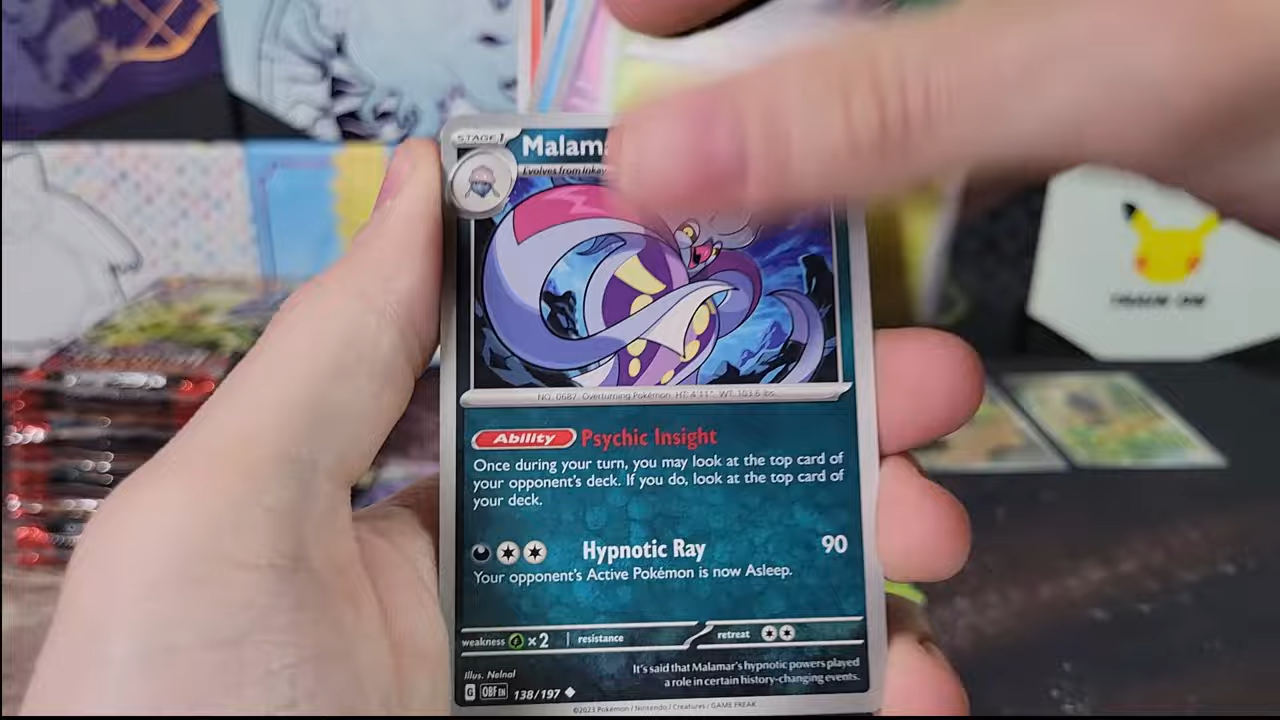 STAGE 1
Malam
Evolves from Inkay
NO. 0687 Overturning Pokémon HT: 4'11" WT: 103.6 lbs.
Ability Psychic Insight
Once during your turn, you may look at the top card of
your opponent's deck. If you do, look at the top card of
your deck.
Hypnotic Ray 90
Your opponent's Active Pokémon is now Asleep.
weakness ×2 resistance retreat
Illus. Nelnal
It's said that Malamar's hypnotic powers played
a role in certain history-changing events.
G OBF EN 138/197
©2023 Pokémon / Nintendo / Creatures / GAME FREAK